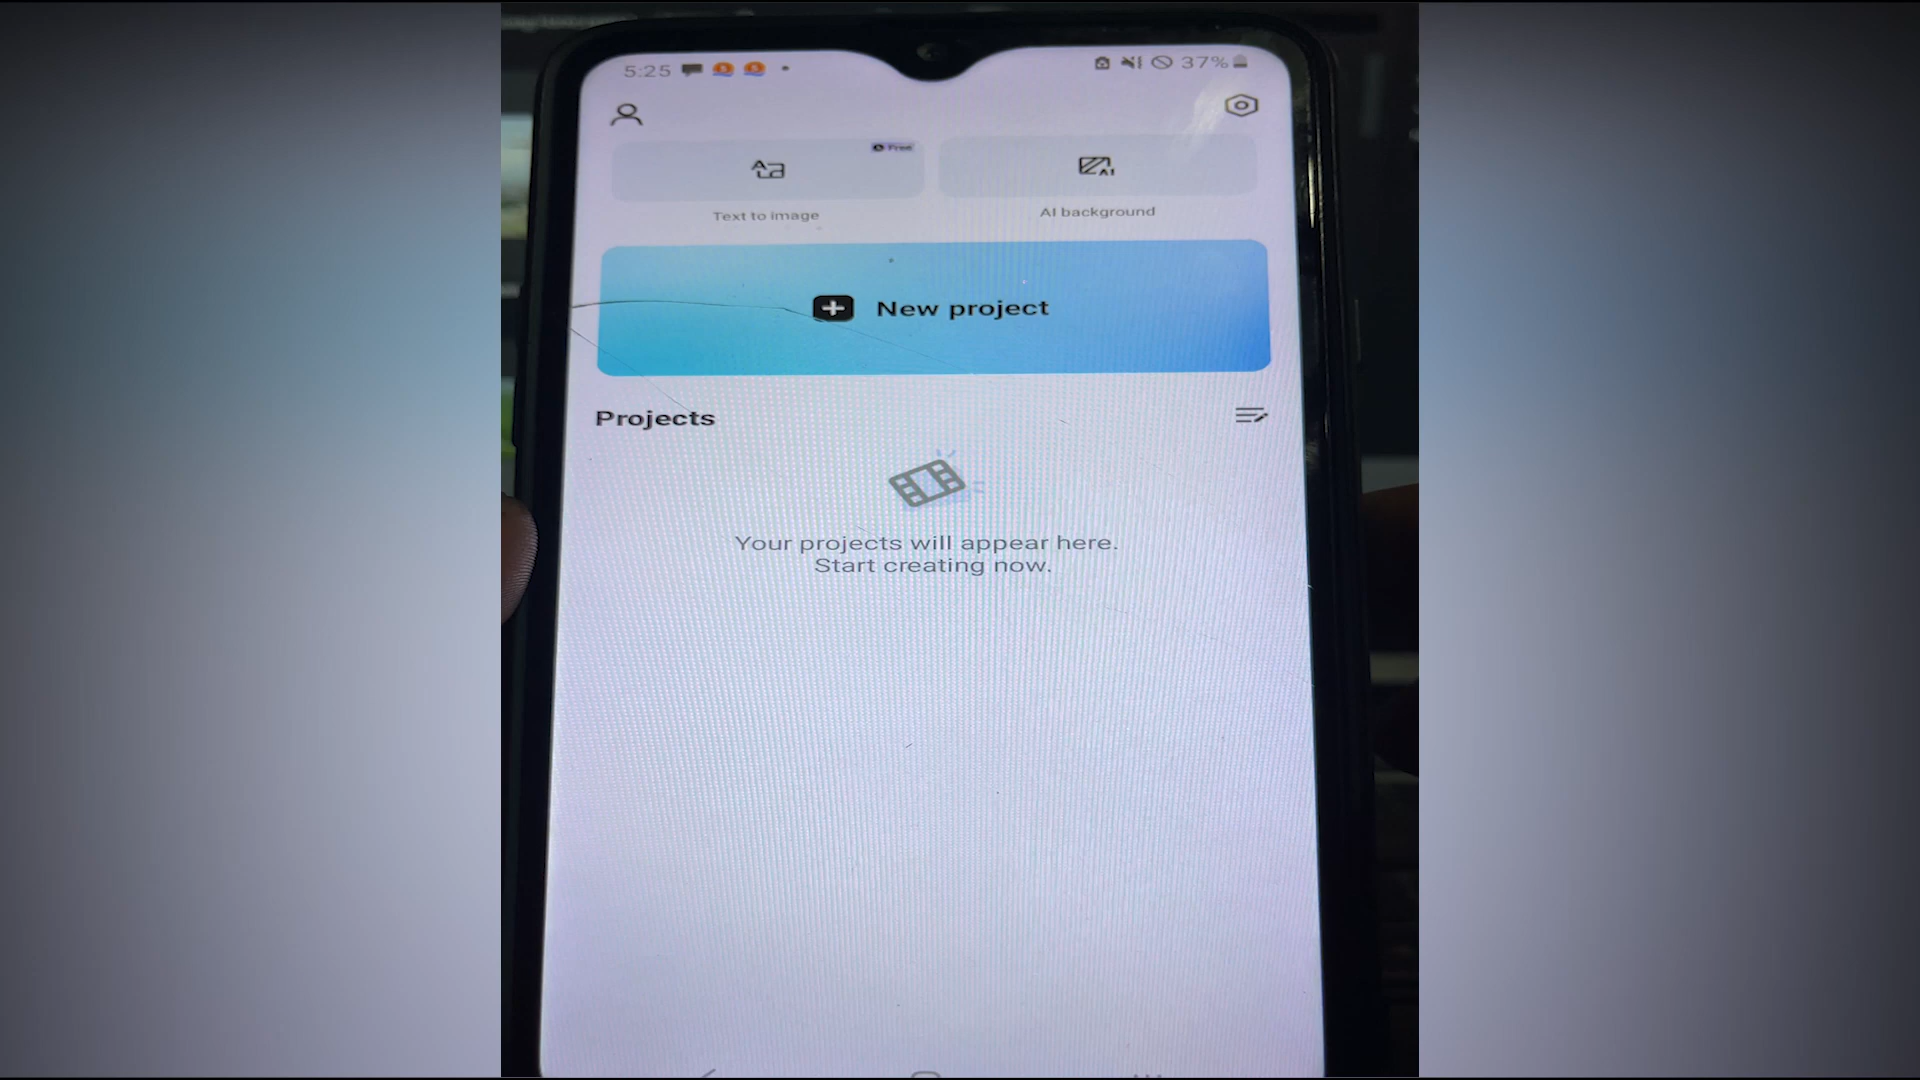 5:25
37%
Free
Text to image
AI background
New project
Projects
Your projects will appear here.
Start creating now.